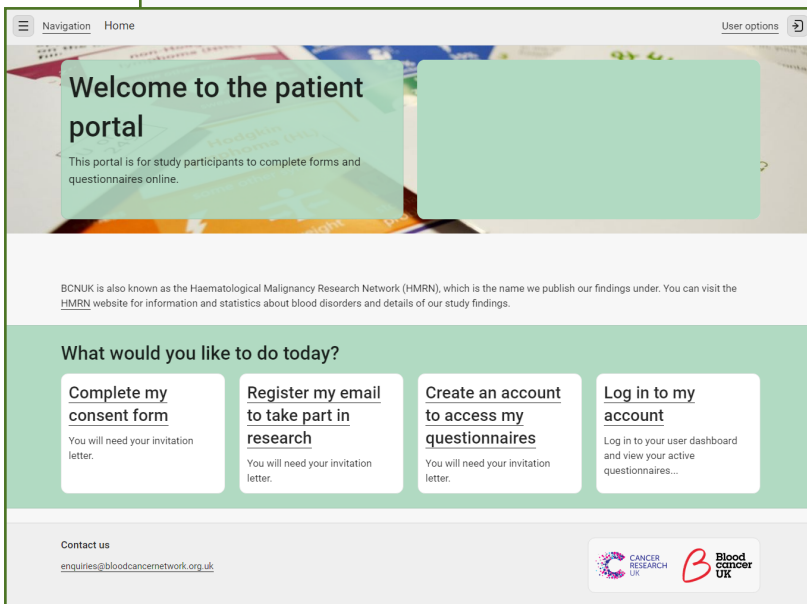 Navigation Home User options
Welcome to the patient
portal
This portal is for study participants to complete forms and
questionnaires online.
BCNUK is also known as the Haematological Malignancy Research Network (HMRN), which is the name we publish our findings under. You can visit the
HMRN website for information and statistics about blood disorders and details of our study findings.
What would you like to do today?
Complete my
consent form
You will need your invitation
letter.
Register my email
to take part in
research
You will need your invitation
letter.
Create an account
to access my
questionnaires
You will need your invitation
letter.
Log in to my
account
Log in to your user dashboard
and view your active
questionnaires...
Contact us
enquiries@bloodcancernetwork.org.uk
CANCER
RESEARCH
UK
Blood
cancer
UK